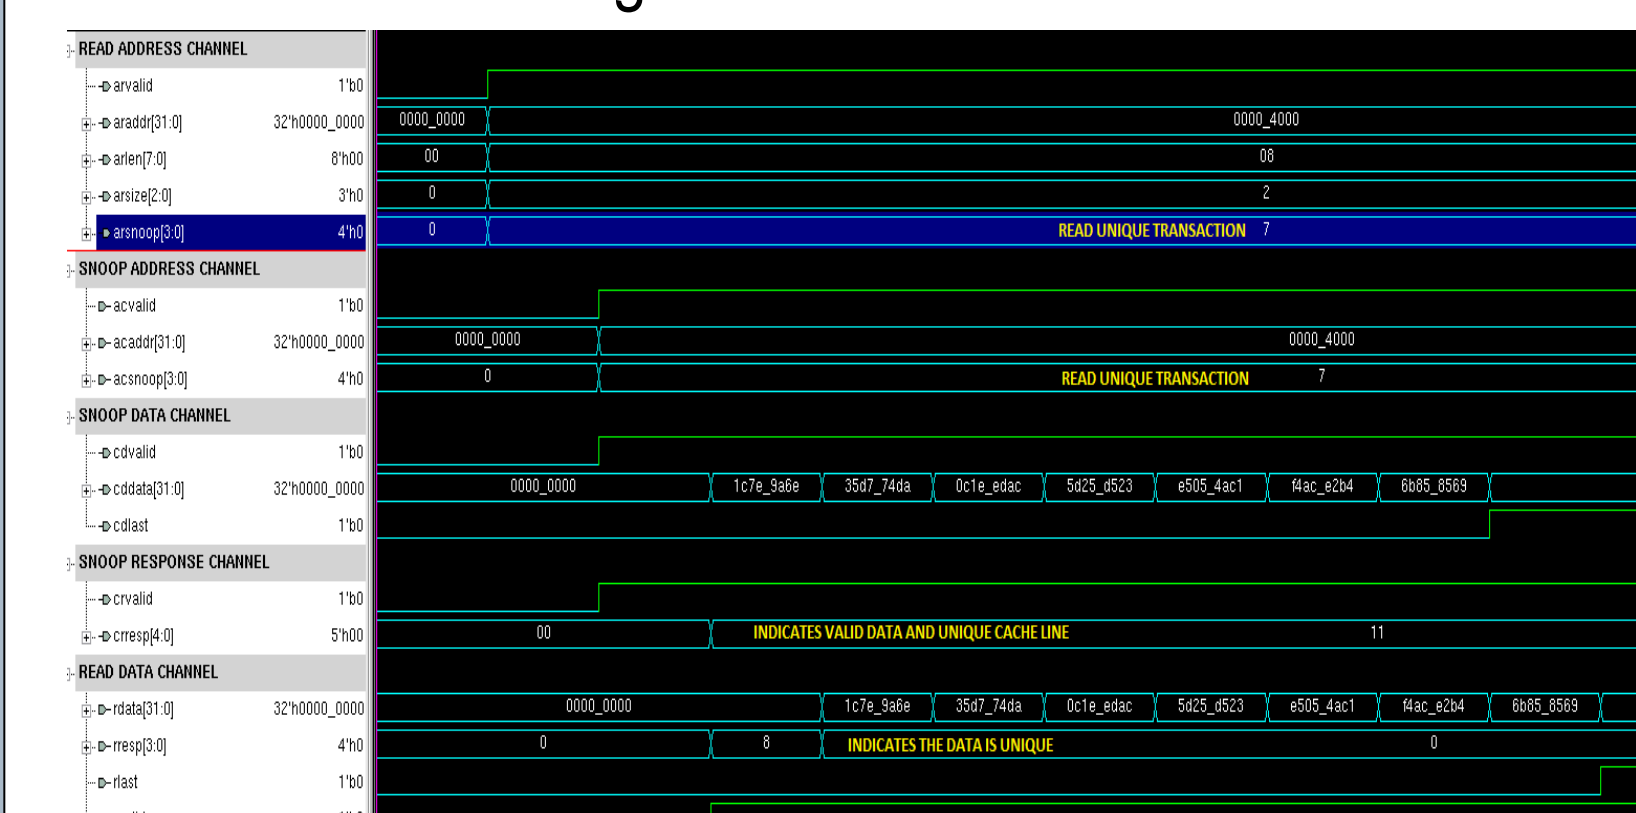 READ ADDRESS CHANNEL
arvalid 1'b0
araddr[31:0] 32'h0000_0000 0000_0000 0000_4000
arlen[7:0] 8'h00 00 08
arsize[2:0] 3'h0 0 2
arsnoop[3:0] 4'h0 0 READ UNIQUE TRANSACTION 7
SNOOP ADDRESS CHANNEL
acvalid 1'b0
acaddr[31:0] 32'h0000_0000 0000_0000 0000_4000
acsnoop[3:0] 4'h0 0 READ UNIQUE TRANSACTION 7
SNOOP DATA CHANNEL
cdvalid 1'b0
cddata[31:0] 32'h0000_0000 0000_0000 1c7e_9a6e 35d7_74da 0c1e_edac 5d25_d523 e505_4ac1 f4ac_e2b4 6b85_8569
cdlast 1'b0
SNOOP RESPONSE CHANNEL
crvalid 1'b0
crresp[4:0] 5'h00 00 INDICATES VALID DATA AND UNIQUE CACHE LINE 11
READ DATA CHANNEL
rdata[31:0] 32'h0000_0000 0000_0000 1c7e_9a6e 35d7_74da 0c1e_edac 5d25_d523 e505_4ac1 f4ac_e2b4 6b85_8569
rresp[3:0] 4'h0 0 8 INDICATES THE DATA IS UNIQUE 0
rlast 1'b0